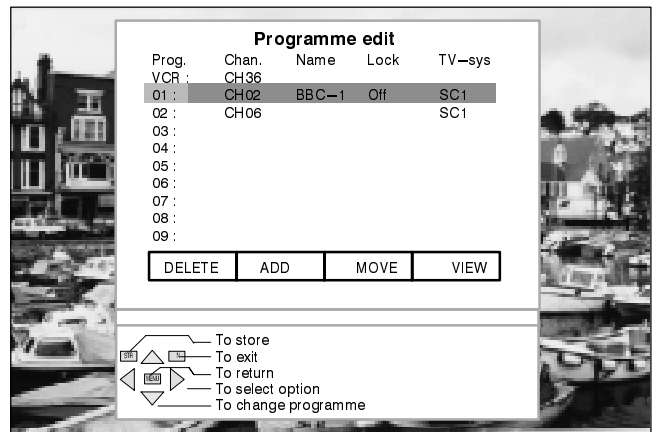 Programme edit
Prog. Chan. Name Lock TV—sys
VCR : CH36
01 : CH02 BBC—1 Off SC1
02 : CH06 SC1
03 :
04 :
05 :
06 :
07 :
08 :
09 :
DELETE ADD MOVE VIEW
To store
STR N To exit
MENU To return
To select option
To change programme